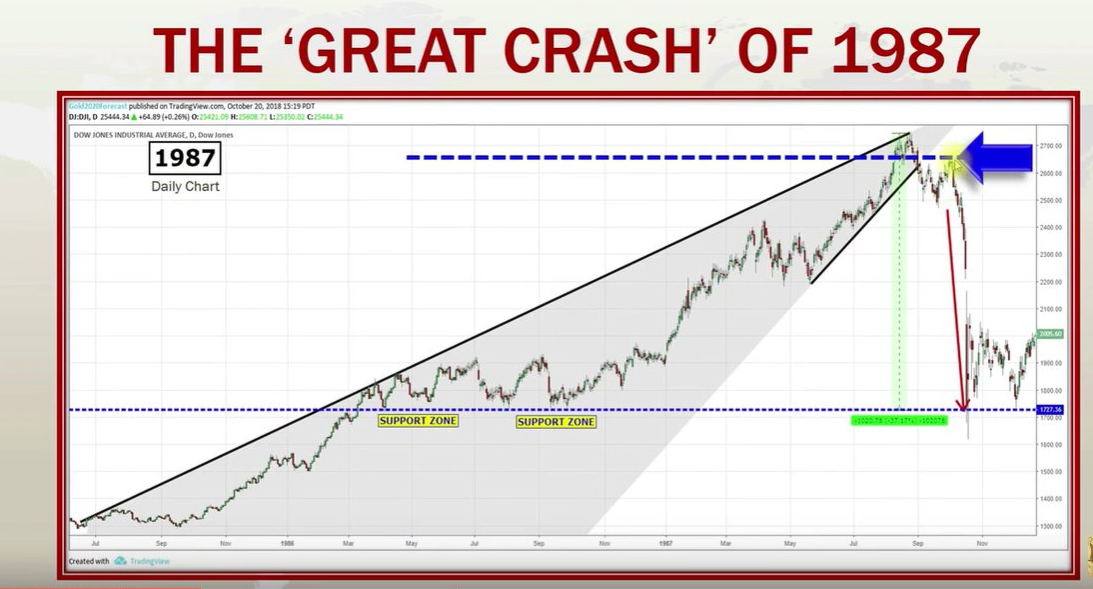 THE ‘GREAT CRASH’ OF 1987
Gold2020Forecast published on TradingView.com, October 20, 2018 15:19 PDT
DJ:DJI, D 25444.34 ▲ +64.89 (+0.26%) O:25421.09 H:25608.71 L:25350.02 C:25444.34
DOW JONES INDUSTRIAL AVERAGE, D, Dow Jones
1987
Daily Chart
2700.00
2600.00
2500.00
2400.00
2300.00
2200.00
2100.00
2005.60
1900.00
1800.00
1727.36
1700.00
1600.00
1500.00
1400.00
1300.00
SUPPORT ZONE
SUPPORT ZONE
Jul Sep Nov 1986 Mar May Jul Sep Nov 1987 Mar May Jul Sep Nov
Created with TradingView